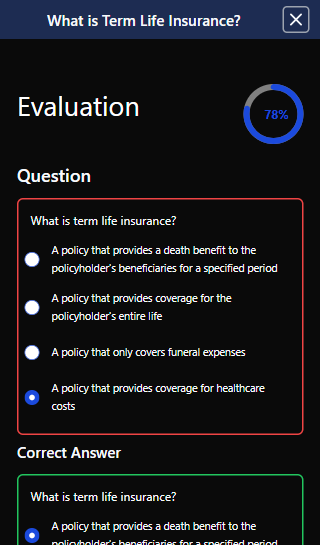 What is Term Life Insurance?
Evaluation
78%
Question
What is term life insurance?
A policy that provides a death benefit to the
policyholder's beneficiaries for a specified period
A policy that provides coverage for the
policyholder's entire life
A policy that only covers funeral expenses
A policy that provides coverage for healthcare
costs
Correct Answer
What is term life insurance?
A policy that provides a death benefit to the
policyholder's beneficiaries for a specified period